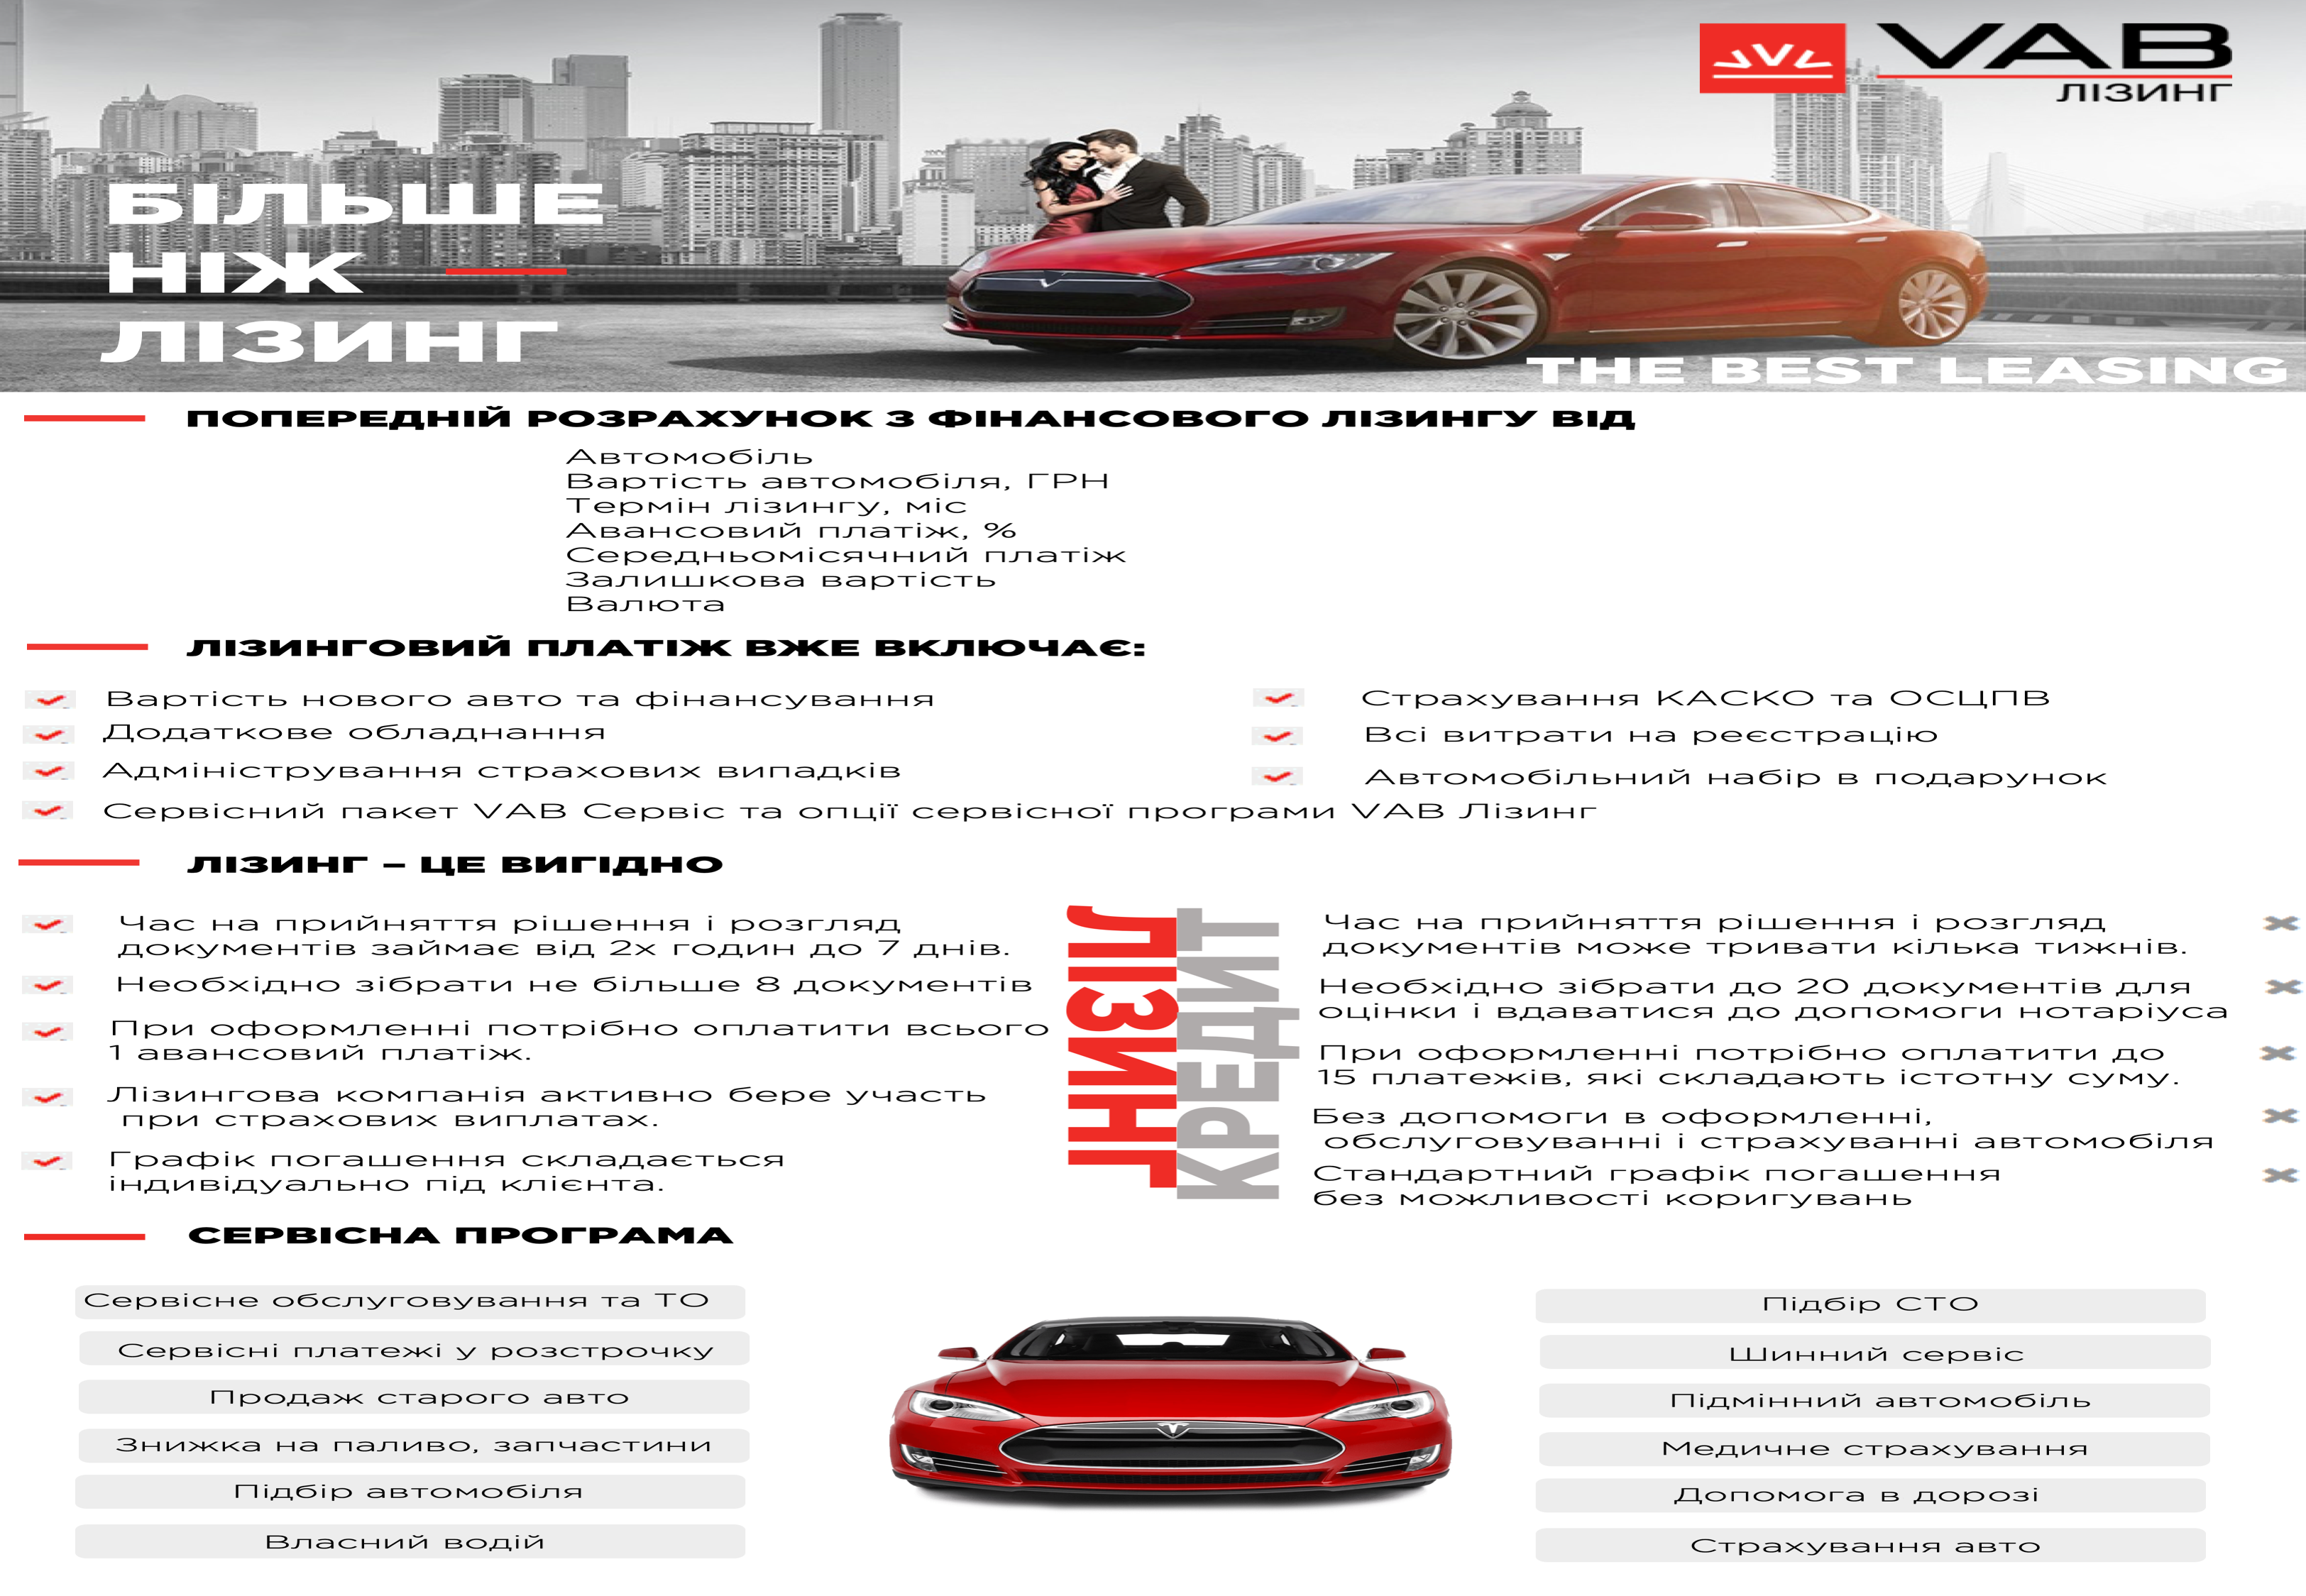 VAB
ЛІЗИНГ
БІЛЬШЕ
НІЖ
ЛІЗИНГ
THE BEST LEASING
ПОПЕРЕДНІЙ РОЗРАХУНОК З ФІНАНСОВОГО ЛІЗИНГУ ВІД
Автомобіль
Вартість автомобіля, ГРН
Термін лізингу, міс
Авансовий платіж, %
Середньомісячний платіж
Залишкова вартість
Валюта
ЛІЗИНГОВИЙ ПЛАТІЖ ВЖЕ ВКЛЮЧАЄ:
Вартість нового авто та фінансування
Додаткове обладнання
Адміністрування страхових випадків
Сервісний пакет VAB Сервіс та опції сервісної програми VAB Лізинг
Страхування КАСКО та ОСЦПВ
Всі витрати на реєстрацію
Автомобільний набір в подарунок
ЛІЗИНГ – ЦЕ ВИГІДНО
Час на прийняття рішення і розгляд
документів займає від 2х годин до 7 днів.
Необхідно зібрати не більше 8 документів
При оформленні потрібно оплатити всього
1 авансовий платіж.
Лізингова компанія активно бере участь
при страхових виплатах.
Графік погашення складається
індивідуально під клієнта.
ЛІЗИНГ
КРЕДИТ
Час на прийняття рішення і розгляд
документів може тривати кілька тижнів.
Необхідно зібрати до 20 документів для
оцінки і вдаватися до допомоги нотаріуса
При оформленні потрібно оплатити до
15 платежів, які складають істотну суму.
Без допомоги в оформленні,
обслуговуванні і страхуванні автомобіля
Стандартний графік погашення
без можливості коригувань
СЕРВІСНА ПРОГРАМА
Сервісне обслуговування та ТО
Сервісні платежі у розстрочку
Продаж старого авто
Знижка на паливо, запчастини
Підбір автомобіля
Власний водій
Підбір СТО
Шинний сервіс
Підмінний автомобіль
Медичне страхування
Допомога в дорозі
Страхування авто